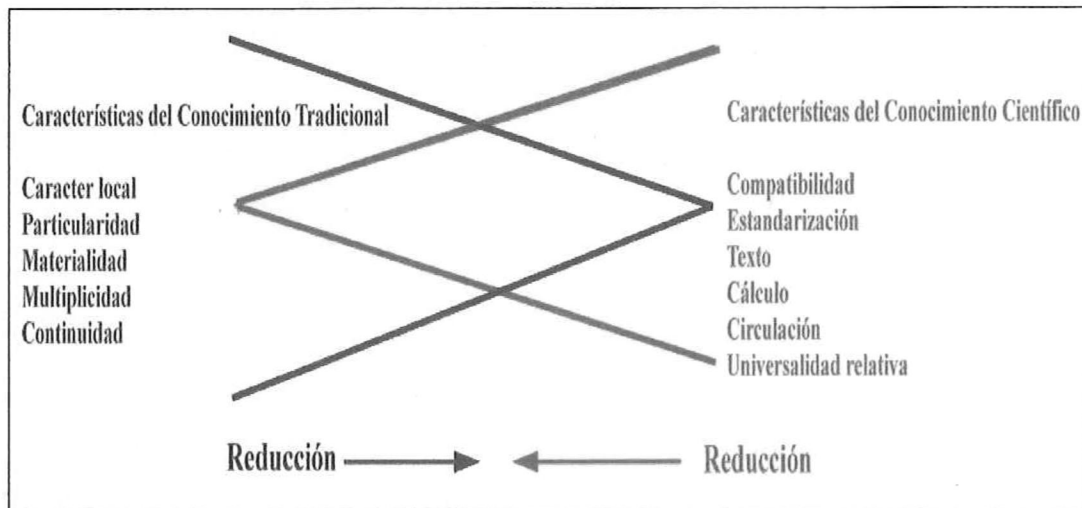 Características del Conocimiento Tradicional
Caracter local
Particularidad
Materialidad
Multiplicidad
Continuidad
Características del Conocimiento Científico
Compatibilidad
Estandarización
Texto
Cálculo
Circulación
Universalidad relativa
Reducción
Reducción